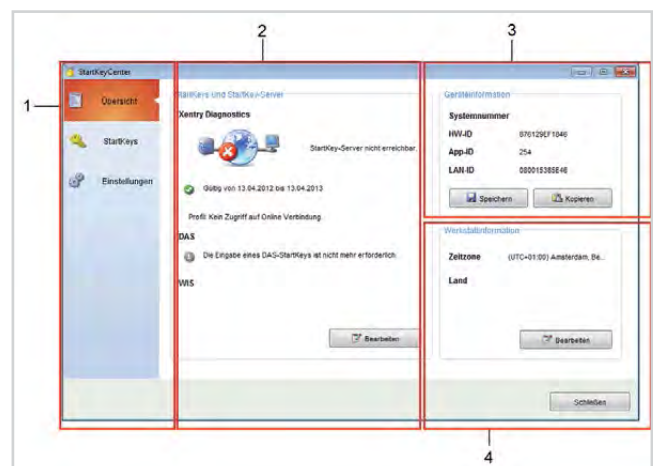 2
3
StartKeyCenter
1
Übersicht
StartKeys
Einstellungen
StartKeys und StartKey-Server
Xentry Diagnostics
StartKey-Server nicht erreichbar.
Gültig von 13.04.2012 bis 13.04.2013
Profil: Kein Zugriff auf Online Verbindung.
DAS
Die Eingabe eines DAS-StartKeys ist nicht mehr erforderlich.
WIS
Bearbeiten
Geräteinformation
Systemnummer
HW-ID 876129EF1846
App-ID 254
LAN-ID 080015385E46
Speichern Kopieren
Werkstattinformation
Zeitzone (UTC+01:00) Amsterdam, Be...
Land
Bearbeiten
Schließen
4